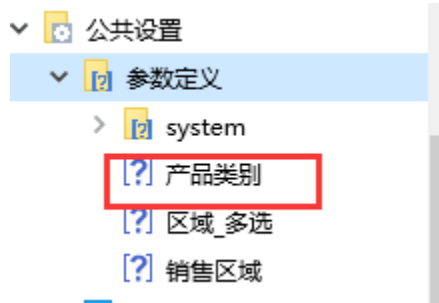 公共设置
参数定义
system
[?] 产品类别
[?] 区域_多选
[?] 销售区域